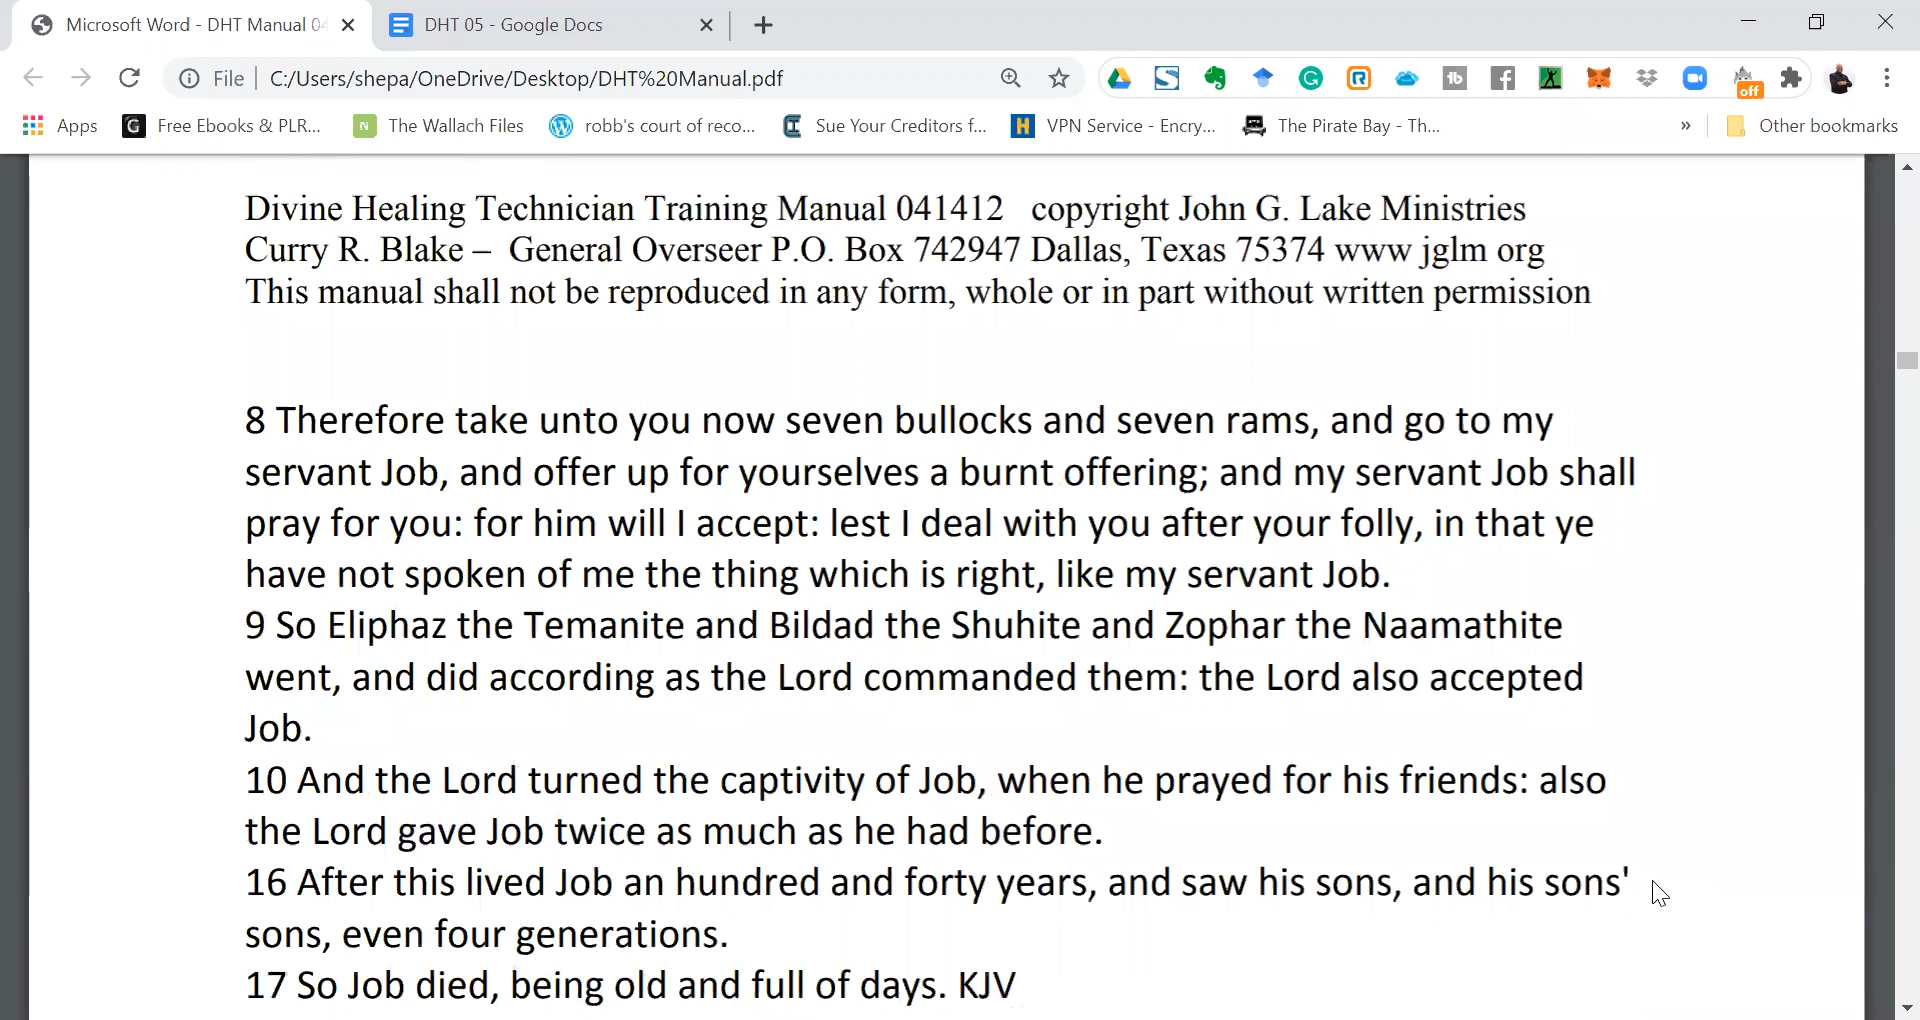 Microsoft Word - DHT Manual 04
DHT 05 - Google Docs
File
C:/Users/shepa/OneDrive/Desktop/DHT%20Manual.pdf
off
Apps
Free Ebooks & PLR...
The Wallach Files
robb's court of reco...
Sue Your Creditors f...
VPN Service - Encry...
The Pirate Bay - Th...
»
Other bookmarks
Divine Healing Technician Training Manual 041412 copyright John G. Lake Ministries
Curry R. Blake – General Overseer P.O. Box 742947 Dallas, Texas 75374 www jglm org
This manual shall not be reproduced in any form, whole or in part without written permission
8 Therefore take unto you now seven bullocks and seven rams, and go to my
servant Job, and offer up for yourselves a burnt offering; and my servant Job shall
pray for you: for him will I accept: lest I deal with you after your folly, in that ye
have not spoken of me the thing which is right, like my servant Job.
9 So Eliphaz the Temanite and Bildad the Shuhite and Zophar the Naamathite
went, and did according as the Lord commanded them: the Lord also accepted
Job.
10 And the Lord turned the captivity of Job, when he prayed for his friends: also
the Lord gave Job twice as much as he had before.
16 After this lived Job an hundred and forty years, and saw his sons, and his sons'
sons, even four generations.
17 So Job died, being old and full of days. KJV